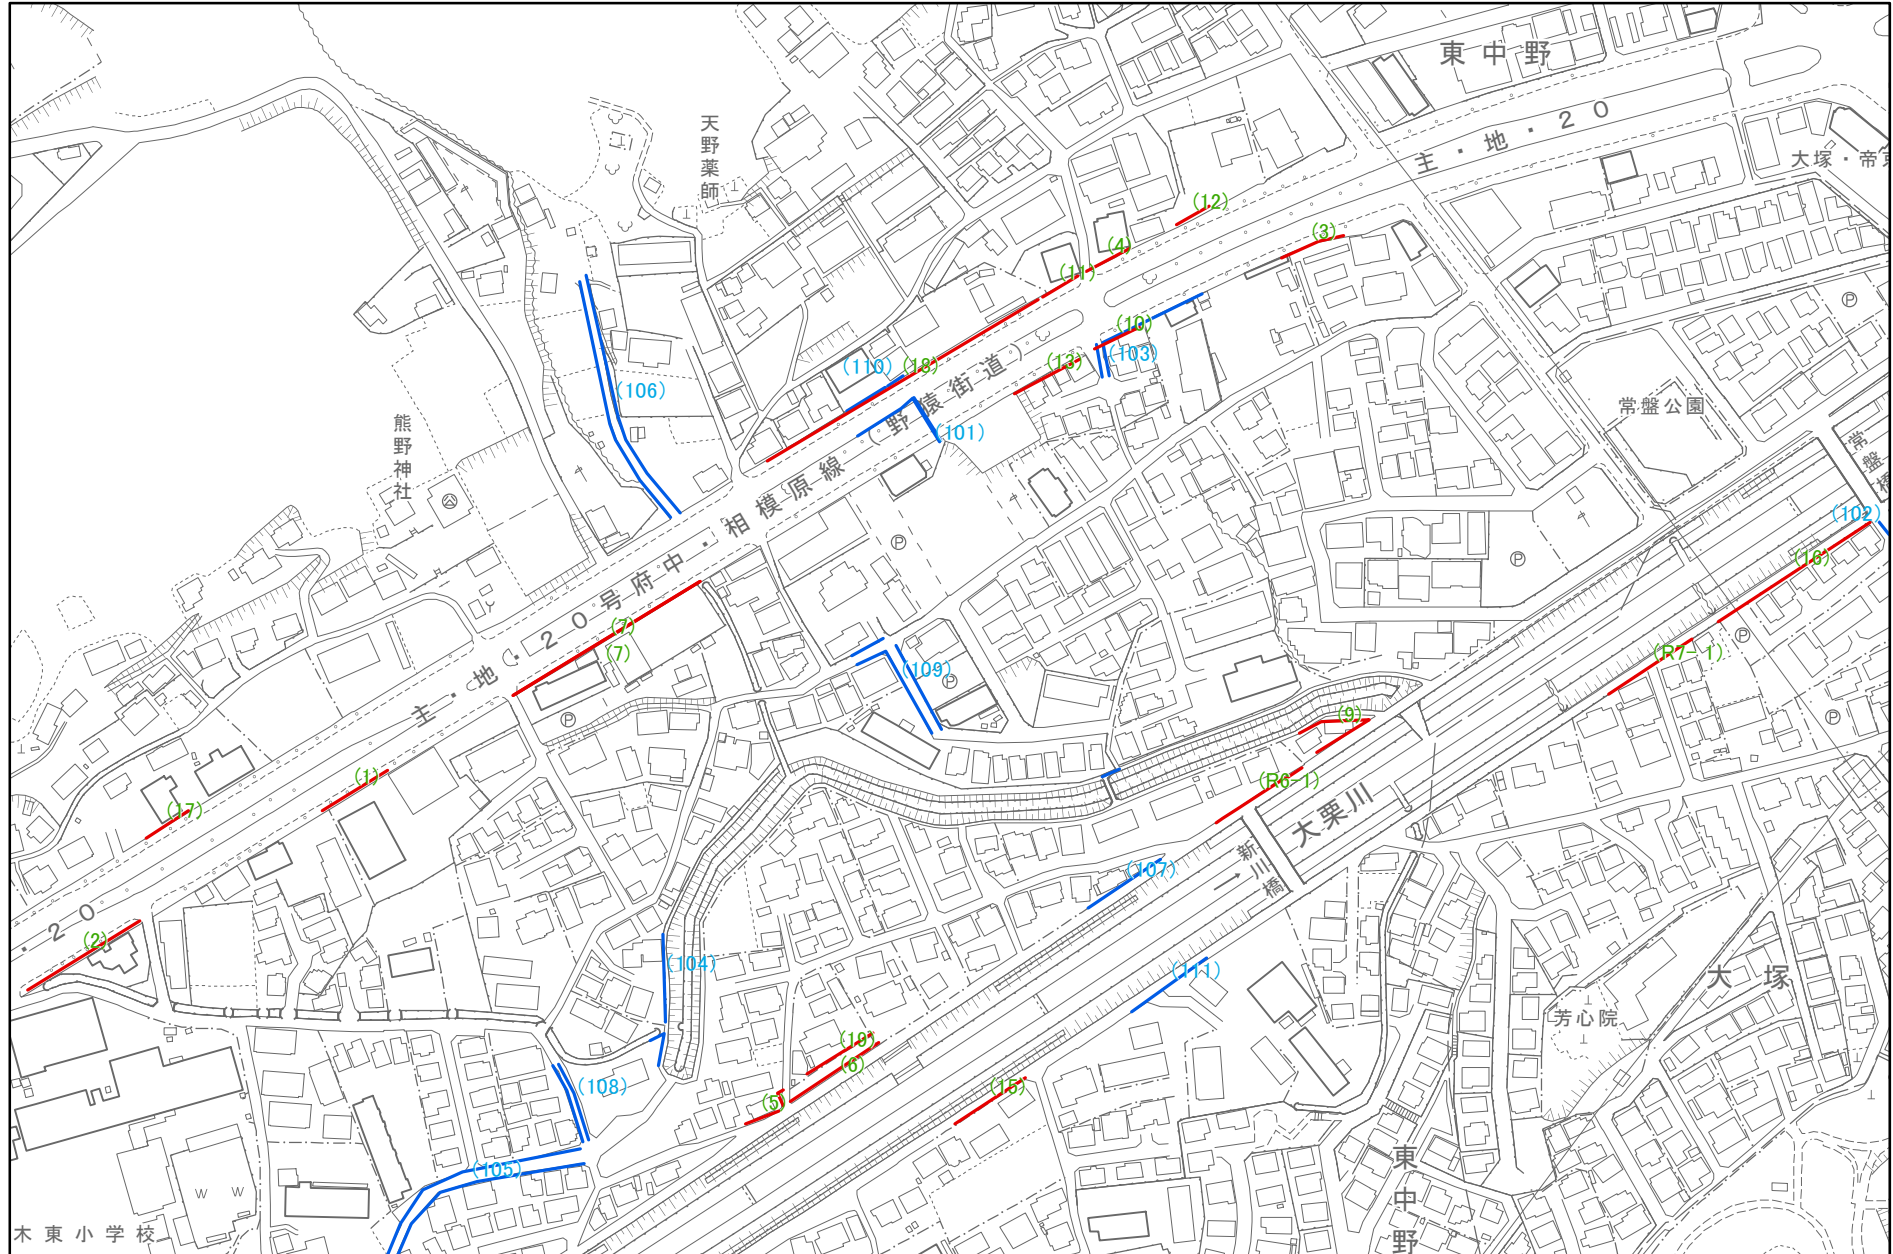 東中野
主・地・20
大塚・帝
天野薬師
(12)
(3)
(4)
(11)
(10)
(103)
(13)
(110)
(18)
(野猿街道)
(101)
(106)
常盤公園
熊野神社
常盤橋
(102)
(16)
主・地・20号府中・相模原線
(7)
(7)
(R7-1)
(109)
(9)
(1)
(R6-1)
(17)
大栗川
新川橋
(107)
・20
(2)
(104)
(111)
大塚
芳心院
(19)
(6)
(15)
(5)
(108)
(105)
東中野
木東小学校